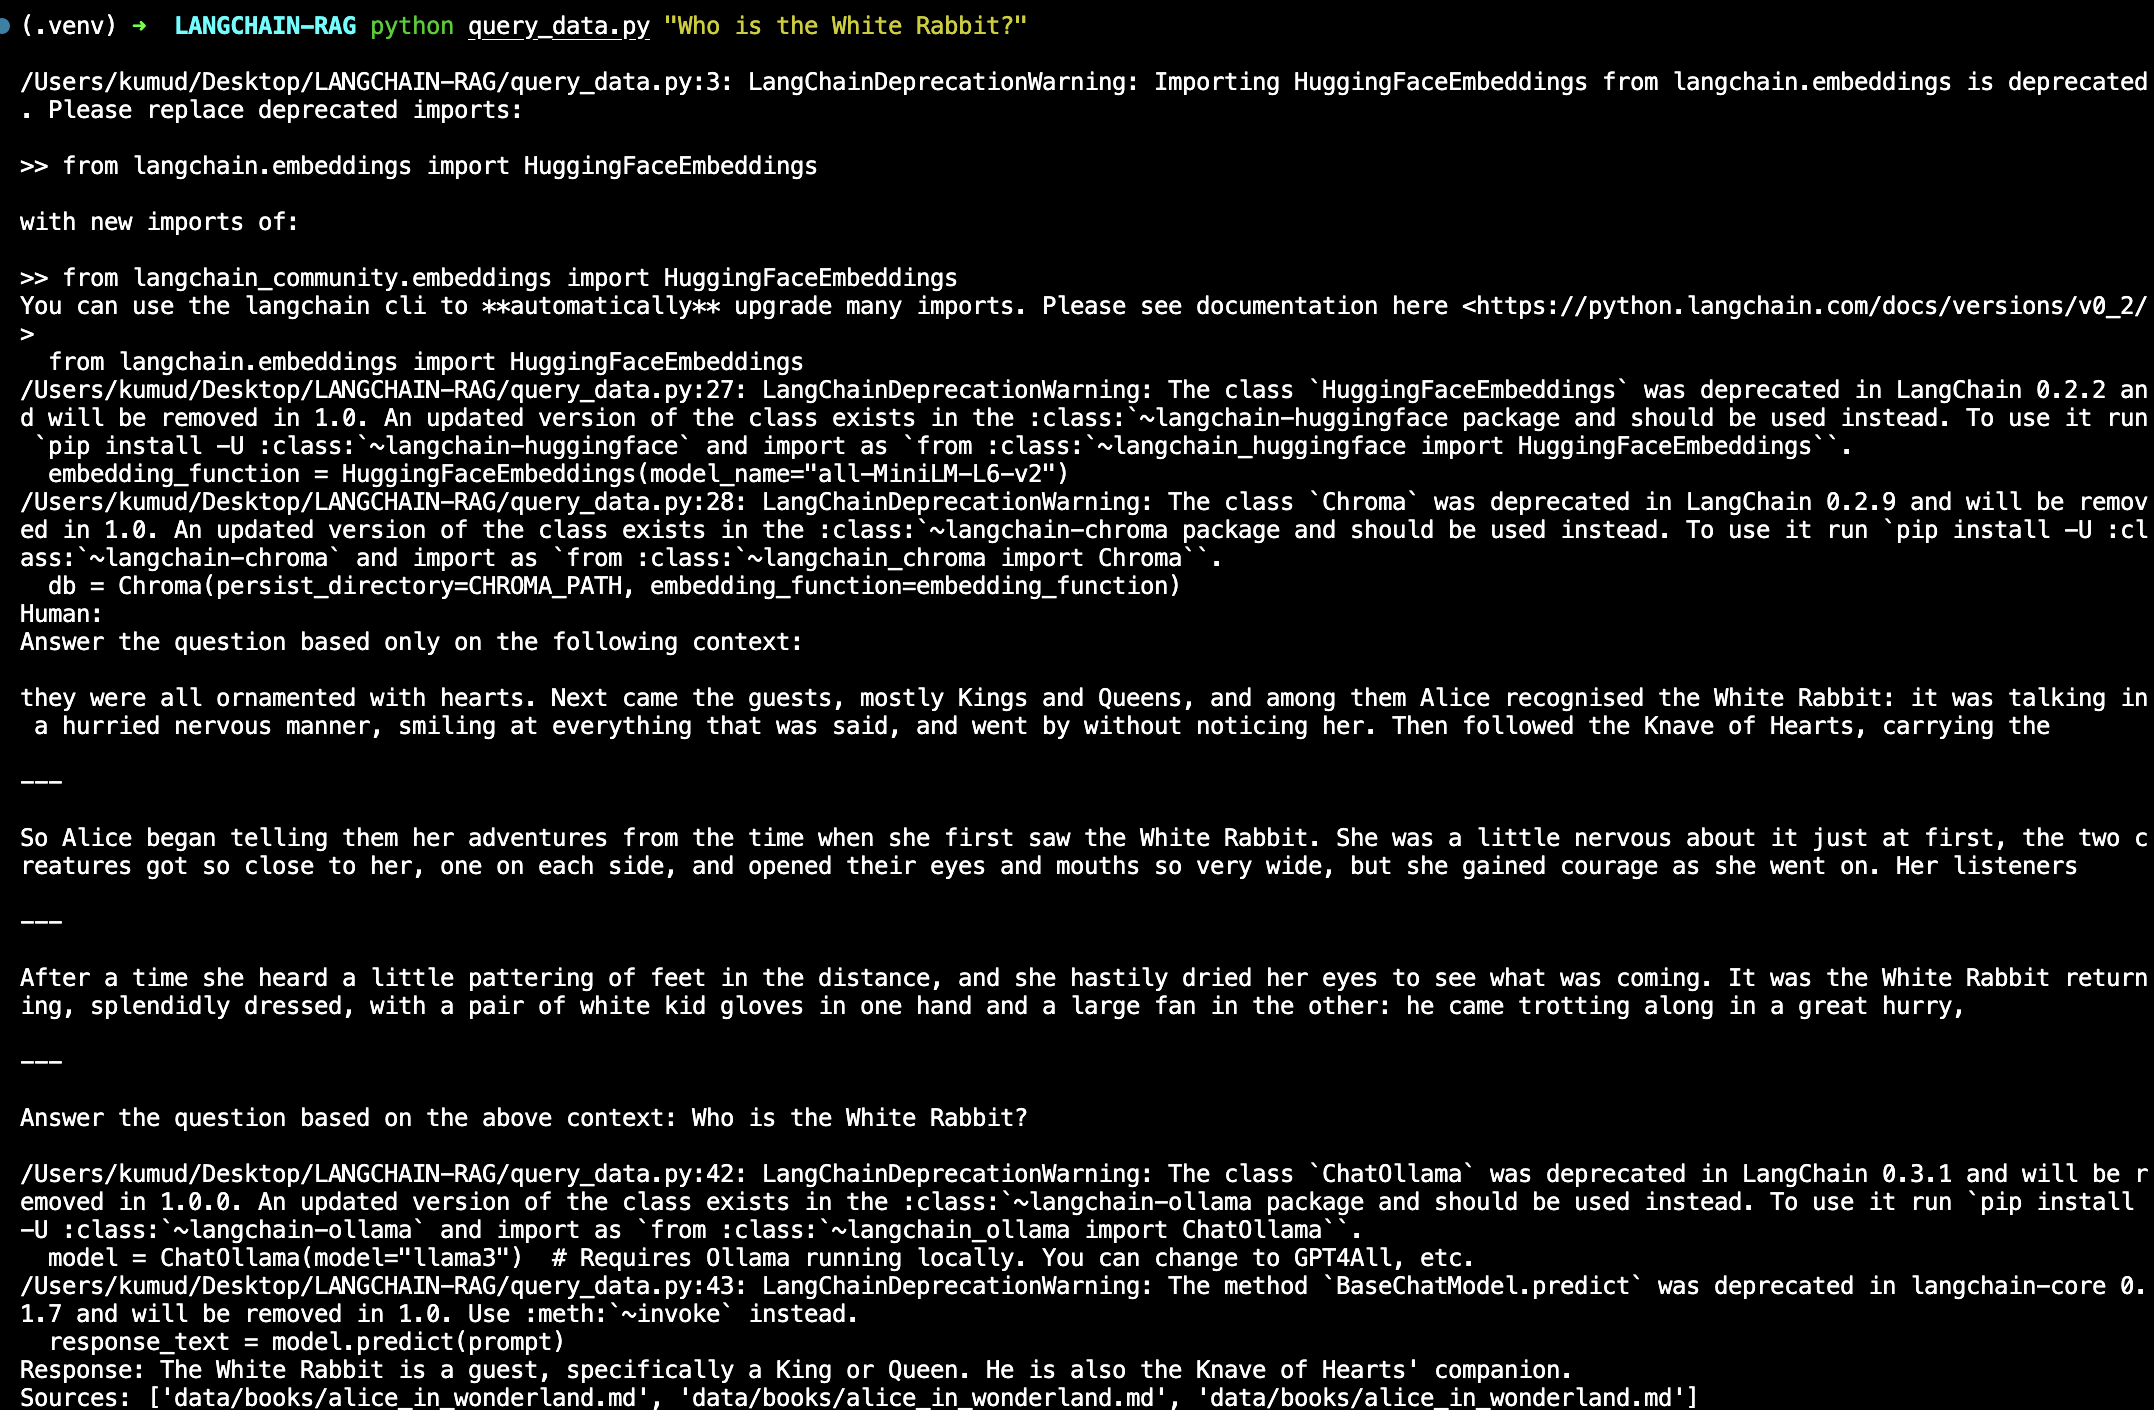 (.venv) ➜  LANGCHAIN-RAG python query_data.py "Who is the White Rabbit?"
/Users/kumud/Desktop/LANGCHAIN-RAG/query_data.py:3: LangChainDeprecationWarning: Importing HuggingFaceEmbeddings from langchain.embeddings is deprecated
. Please replace deprecated imports:
>> from langchain.embeddings import HuggingFaceEmbeddings
with new imports of:
>> from langchain_community.embeddings import HuggingFaceEmbeddings
You can use the langchain cli to **automatically** upgrade many imports. Please see documentation here <https://python.langchain.com/docs/versions/v0_2/
>
  from langchain.embeddings import HuggingFaceEmbeddings
/Users/kumud/Desktop/LANGCHAIN-RAG/query_data.py:27: LangChainDeprecationWarning: The class `HuggingFaceEmbeddings` was deprecated in LangChain 0.2.2 an
d will be removed in 1.0. An updated version of the class exists in the :class:`~langchain-huggingface package and should be used instead. To use it run
 `pip install -U :class:`~langchain-huggingface` and import as `from :class:`~langchain_huggingface import HuggingFaceEmbeddings``.
  embedding_function = HuggingFaceEmbeddings(model_name="all-MiniLM-L6-v2")
/Users/kumud/Desktop/LANGCHAIN-RAG/query_data.py:28: LangChainDeprecationWarning: The class `Chroma` was deprecated in LangChain 0.2.9 and will be remov
ed in 1.0. An updated version of the class exists in the :class:`~langchain-chroma package and should be used instead. To use it run `pip install -U :cl
ass:`~langchain-chroma` and import as `from :class:`~langchain_chroma import Chroma``.
  db = Chroma(persist_directory=CHROMA_PATH, embedding_function=embedding_function)
Human:
Answer the question based only on the following context:
they were all ornamented with hearts. Next came the guests, mostly Kings and Queens, and among them Alice recognised the White Rabbit: it was talking in
 a hurried nervous manner, smiling at everything that was said, and went by without noticing her. Then followed the Knave of Hearts, carrying the
---
So Alice began telling them her adventures from the time when she first saw the White Rabbit. She was a little nervous about it just at first, the two c
reatures got so close to her, one on each side, and opened their eyes and mouths so very wide, but she gained courage as she went on. Her listeners
---
After a time she heard a little pattering of feet in the distance, and she hastily dried her eyes to see what was coming. It was the White Rabbit return
ing, splendidly dressed, with a pair of white kid gloves in one hand and a large fan in the other: he came trotting along in a great hurry,
---
Answer the question based on the above context: Who is the White Rabbit?
/Users/kumud/Desktop/LANGCHAIN-RAG/query_data.py:42: LangChainDeprecationWarning: The class `ChatOllama` was deprecated in LangChain 0.3.1 and will be r
emoved in 1.0.0. An updated version of the class exists in the :class:`~langchain-ollama package and should be used instead. To use it run `pip install 
-U :class:`~langchain-ollama` and import as `from :class:`~langchain_ollama import ChatOllama``.
  model = ChatOllama(model="llama3")  # Requires Ollama running locally. You can change to GPT4All, etc.
/Users/kumud/Desktop/LANGCHAIN-RAG/query_data.py:43: LangChainDeprecationWarning: The method `BaseChatModel.predict` was deprecated in langchain-core 0.
1.7 and will be removed in 1.0. Use :meth:`~invoke` instead.
  response_text = model.predict(prompt)
Response: The White Rabbit is a guest, specifically a King or Queen. He is also the Knave of Hearts' companion.
Sources: ['data/books/alice_in_wonderland.md', 'data/books/alice_in_wonderland.md', 'data/books/alice_in_wonderland.md']